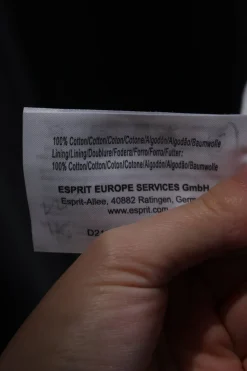 100% Cotton/Cotton/Coton/Cotone/Algodón/Algodão/Baumwolle
Lining/Lining/Doublure/Fodera/Forro/Forro/Futter:
100% Cotton/Cotton/Coton/Cotone/Algodón/Algodão/Baumwolle
ESPRIT EUROPE SERVICES GmbH
Esprit-Allee, 40882 Ratingen, Germ
www.esprit.com